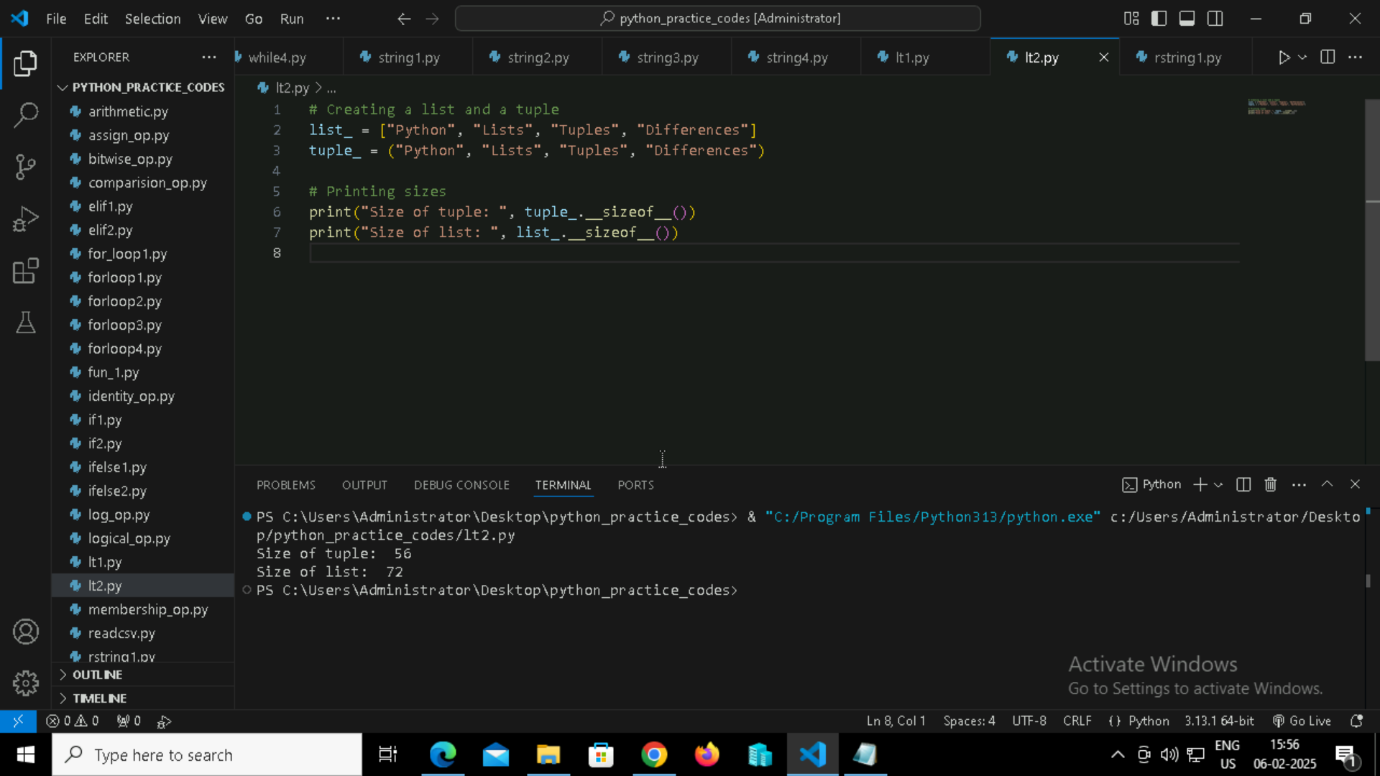 File Edit Selection View Go Run ··· python_practice_codes [Administrator]
EXPLORER ···
while4.py string1.py string2.py string3.py string4.py lt1.py lt2.py rstring1.py
PYTHON_PRACTICE_CODES
arithmetic.py
assign_op.py
bitwise_op.py
comparision_op.py
elif1.py
elif2.py
for_loop1.py
forloop1.py
forloop2.py
forloop3.py
forloop4.py
fun_1.py
identity_op.py
if1.py
if2.py
ifelse1.py
ifelse2.py
log_op.py
logical_op.py
lt1.py
lt2.py
membership_op.py
readcsv.py
rstring1.py
OUTLINE
TIMELINE
lt2.py > ...
1 # Creating a list and a tuple
2 list_ = ["Python", "Lists", "Tuples", "Differences"]
3 tuple_ = ("Python", "Lists", "Tuples", "Differences")
4
5 # Printing sizes
6 print("Size of tuple: ", tuple_.__sizeof__())
7 print("Size of list: ", list_.__sizeof__())
8
PROBLEMS OUTPUT DEBUG CONSOLE TERMINAL PORTS Python
PS C:\Users\Administrator\Desktop\python_practice_codes> & "C:/Program Files/Python313/python.exe" c:/Users/Administrator/Deskto
p/python_practice_codes/lt2.py
Size of tuple:  56
Size of list:  72
PS C:\Users\Administrator\Desktop\python_practice_codes>
Activate Windows
Go to Settings to activate Windows.
0 0 0 Ln 8, Col 1 Spaces: 4 UTF-8 CRLF {} Python 3.13.1 64-bit Go Live
Type here to search
ENG
US
15:56
06-02-2025
1